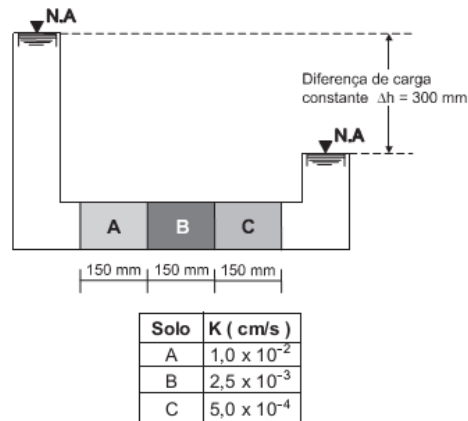 N.A
Diferença de carga
constante Δh = 300 mm
N.A
A B C
150 mm 150 mm 150 mm
Solo K ( cm/s )
A 1,0 x 10⁻²
B 2,5 x 10⁻³
C 5,0 x 10⁻⁴